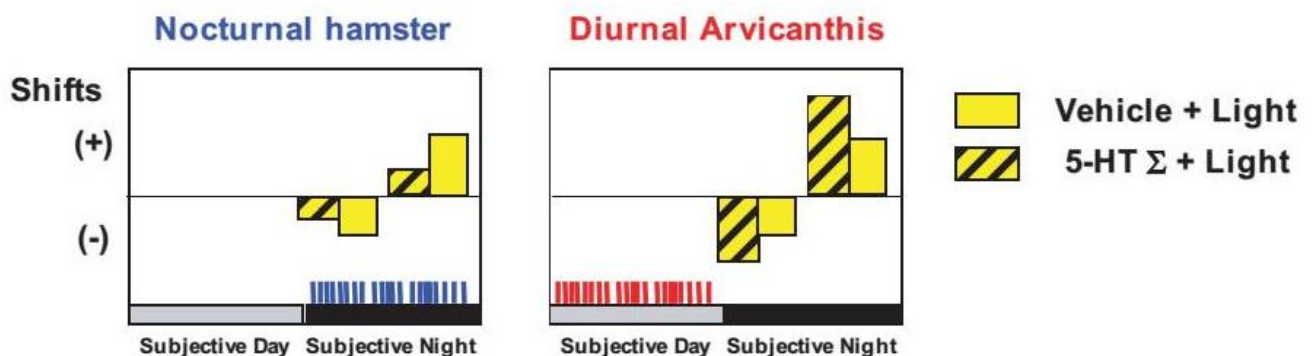 Nocturnal hamster
Diurnal Arvicanthis
Shifts
(+)
(-)
Vehicle + Light
5-HT Σ + Light
Subjective Day Subjective Night
Subjective Day Subjective Night